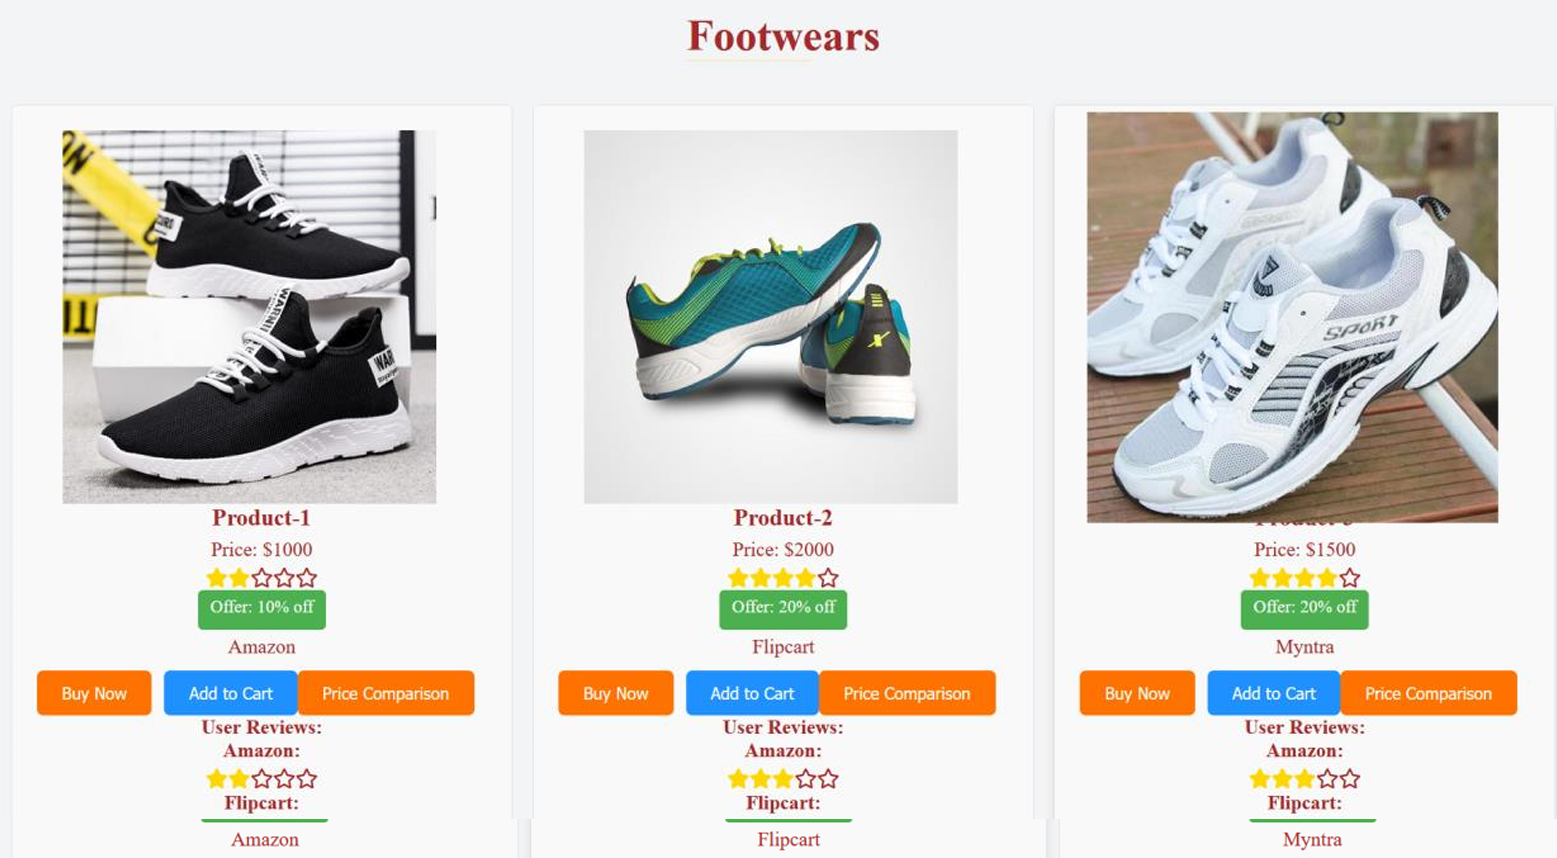 Footwears
WARNING
WARN
SPORT
Product-1
Price: $1000
Offer: 10% off
Amazon
Buy Now
Add to Cart
Price Comparison
User Reviews:
Amazon:
Flipcart:
Amazon
Product-2
Price: $2000
Offer: 20% off
Flipcart
Buy Now
Add to Cart
Price Comparison
User Reviews:
Amazon:
Flipcart:
Flipcart
Price: $1500
Offer: 20% off
Myntra
Buy Now
Add to Cart
Price Comparison
User Reviews:
Amazon:
Flipcart:
Myntra